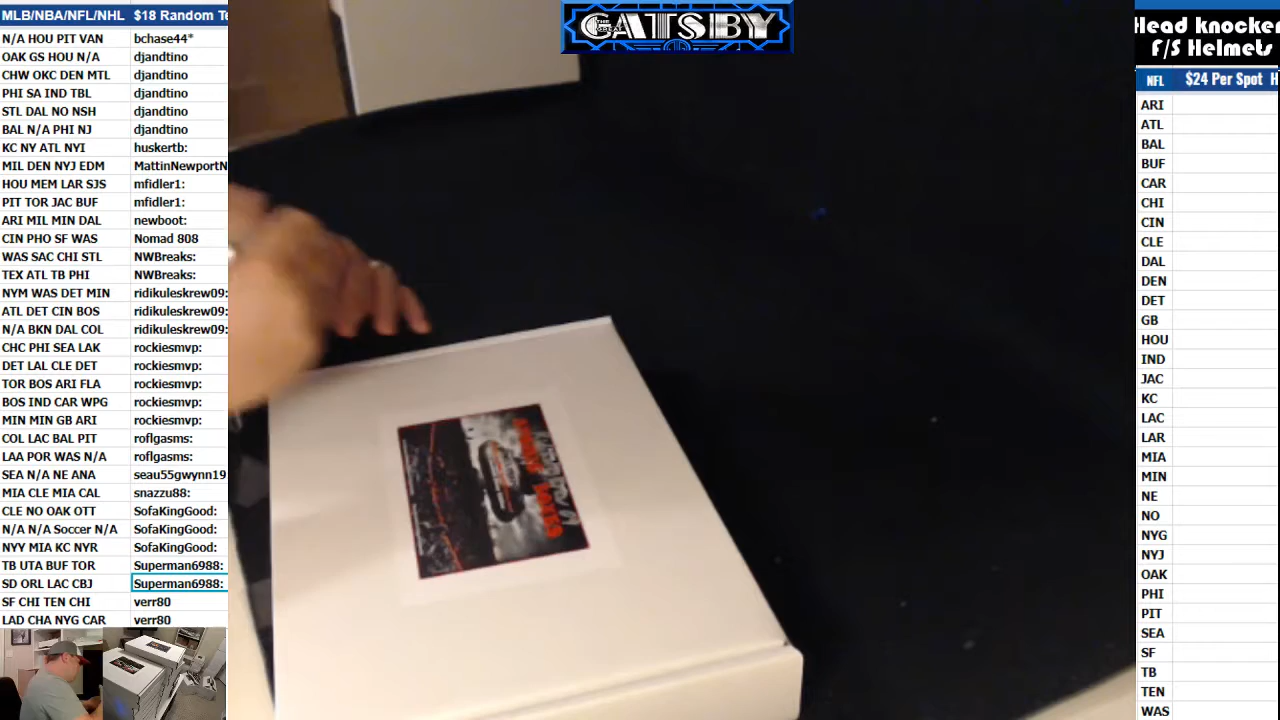 MLB/NBA/NFL/NHL $18 Random Te
N/A HOU PIT VAN bchase44*
OAK GS HOU N/A djandtino
CHW OKC DEN MTL djandtino
PHI SA IND TBL djandtino
STL DAL NO NSH djandtino
BAL N/A PHI NJ djandtino
KC NY ATL NYI huskertb:
MIL DEN NYJ EDM MattinNewportN
HOU MEM LAR SJS mfidler1:
PIT TOR JAC BUF mfidler1:
ARI MIL MIN DAL newboot:
CIN PHO SF WAS Nomad 808
WAS SAC CHI STL NWBreaks:
TEX ATL TB PHI NWBreaks:
NYM WAS DET MIN ridikuleskrew09:
ATL DET CIN BOS ridikuleskrew09:
N/A BKN DAL COL ridikuleskrew09:
CHC PHI SEA LAK rockiesmvp:
DET LAL CLE DET rockiesmvp:
TOR BOS ARI FLA rockiesmvp:
BOS IND CAR WPG rockiesmvp:
MIN MIN GB ARI rockiesmvp:
COL LAC BAL PIT roflgasms:
LAA POR WAS N/A roflgasms:
SEA N/A NE ANA seau55gwynn19
MIA CLE MIA CAL snazzu88:
CLE NO OAK OTT SofaKingGood:
N/A N/A Soccer N/A SofaKingGood:
NYY MIA KC NYR SofaKingGood:
TB UTA BUF TOR Superman6988:
SD ORL LAC CBJ Superman6988:
SF CHI TEN CHI verr80
LAD CHA NYG CAR verr80
THE GREAT GATSBY
Head knocker
F/S Helmets
NFL $24 Per Spot H
ARI
ATL
BAL
BUF
CAR
CHI
CIN
CLE
DAL
DEN
DET
GB
HOU
IND
JAC
KC
LAC
LAR
MIA
MIN
NE
NO
NYG
NYJ
OAK
PHI
PIT
SEA
SF
TB
TEN
WAS